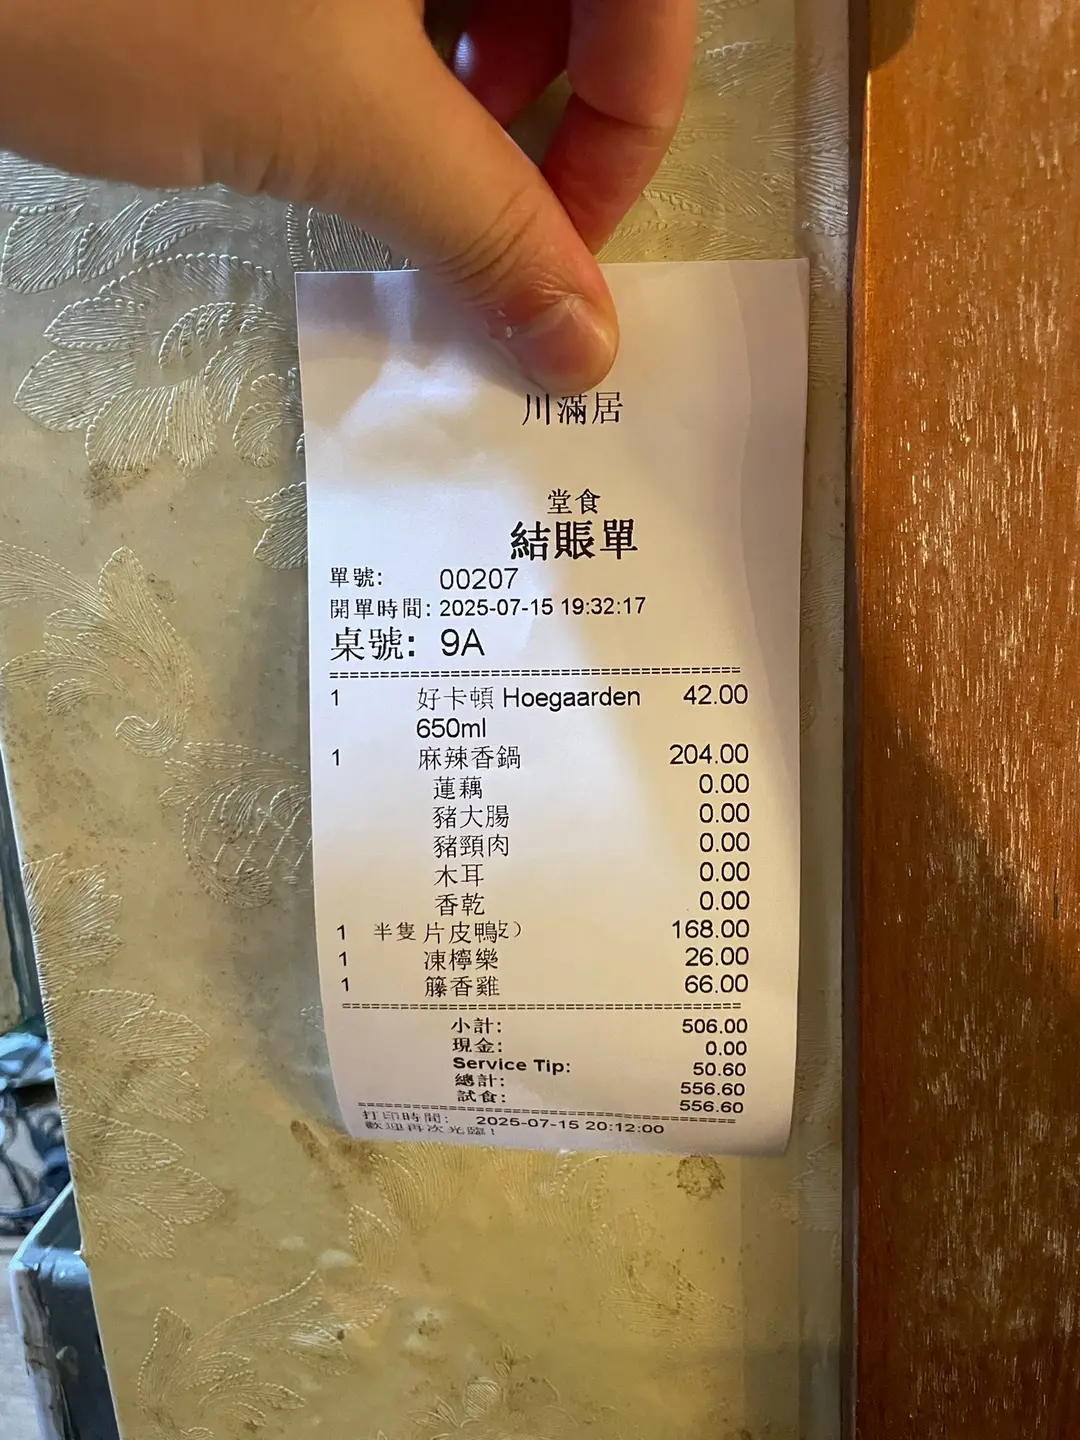 川滿居
堂食
結賬單
單號: 00207
開單時間: 2025-07-15 19:32:17
桌號: 9A
1 好卡頓 Hoegaarden 42.00
650ml
1 麻辣香鍋 204.00
蓮藕 0.00
豬大腸 0.00
豬頸肉 0.00
木耳 0.00
香乾 0.00
1 半隻 片皮鴨 168.00
1 凍檸樂 26.00
1 籐香雞 66.00
小計: 506.00
現金: 0.00
Service Tip: 50.60
總計: 556.60
試食: 556.60
打印時間: 2025-07-15 20:12:00
歡迎再次光臨!